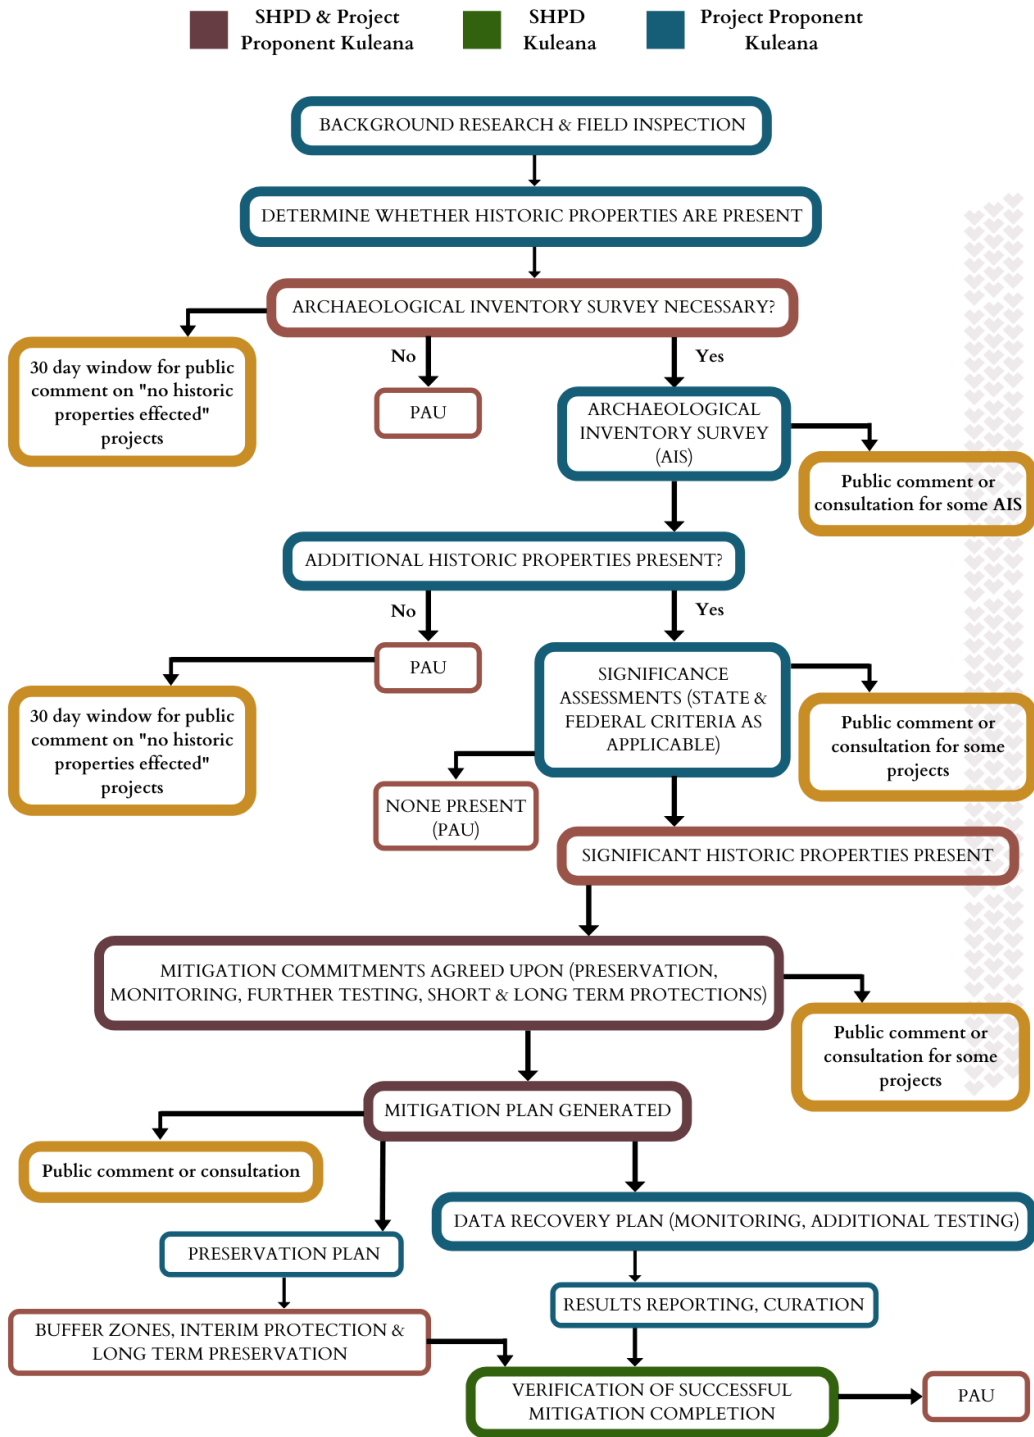 SHPD & Project
Proponent Kuleana
SHPD
Kuleana
Project Proponent
Kuleana
BACKGROUND RESEARCH & FIELD INSPECTION
DETERMINE WHETHER HISTORIC PROPERTIES ARE PRESENT
ARCHAEOLOGICAL INVENTORY SURVEY NECESSARY?
30 day window for public
comment on "no historic
properties effected"
projects
No
Yes
PAU
ARCHAEOLOGICAL
INVENTORY SURVEY
(AIS)
Public comment or
consultation for some AIS
ADDITIONAL HISTORIC PROPERTIES PRESENT?
No
Yes
PAU
30 day window for public
comment on "no historic
properties effected"
projects
SIGNIFICANCE
ASSESSMENTS (STATE &
FEDERAL CRITERIA AS
APPLICABLE)
Public comment or
consultation for some
projects
NONE PRESENT
(PAU)
SIGNIFICANT HISTORIC PROPERTIES PRESENT
MITIGATION COMMITMENTS AGREED UPON (PRESERVATION,
MONITORING, FURTHER TESTING, SHORT & LONG TERM PROTECTIONS)
Public comment or
consultation for some
projects
MITIGATION PLAN GENERATED
Public comment or consultation
DATA RECOVERY PLAN (MONITORING, ADDITIONAL TESTING)
PRESERVATION PLAN
RESULTS REPORTING, CURATION
BUFFER ZONES, INTERIM PROTECTION &
LONG TERM PRESERVATION
VERIFICATION OF SUCCESSFUL
MITIGATION COMPLETION
PAU